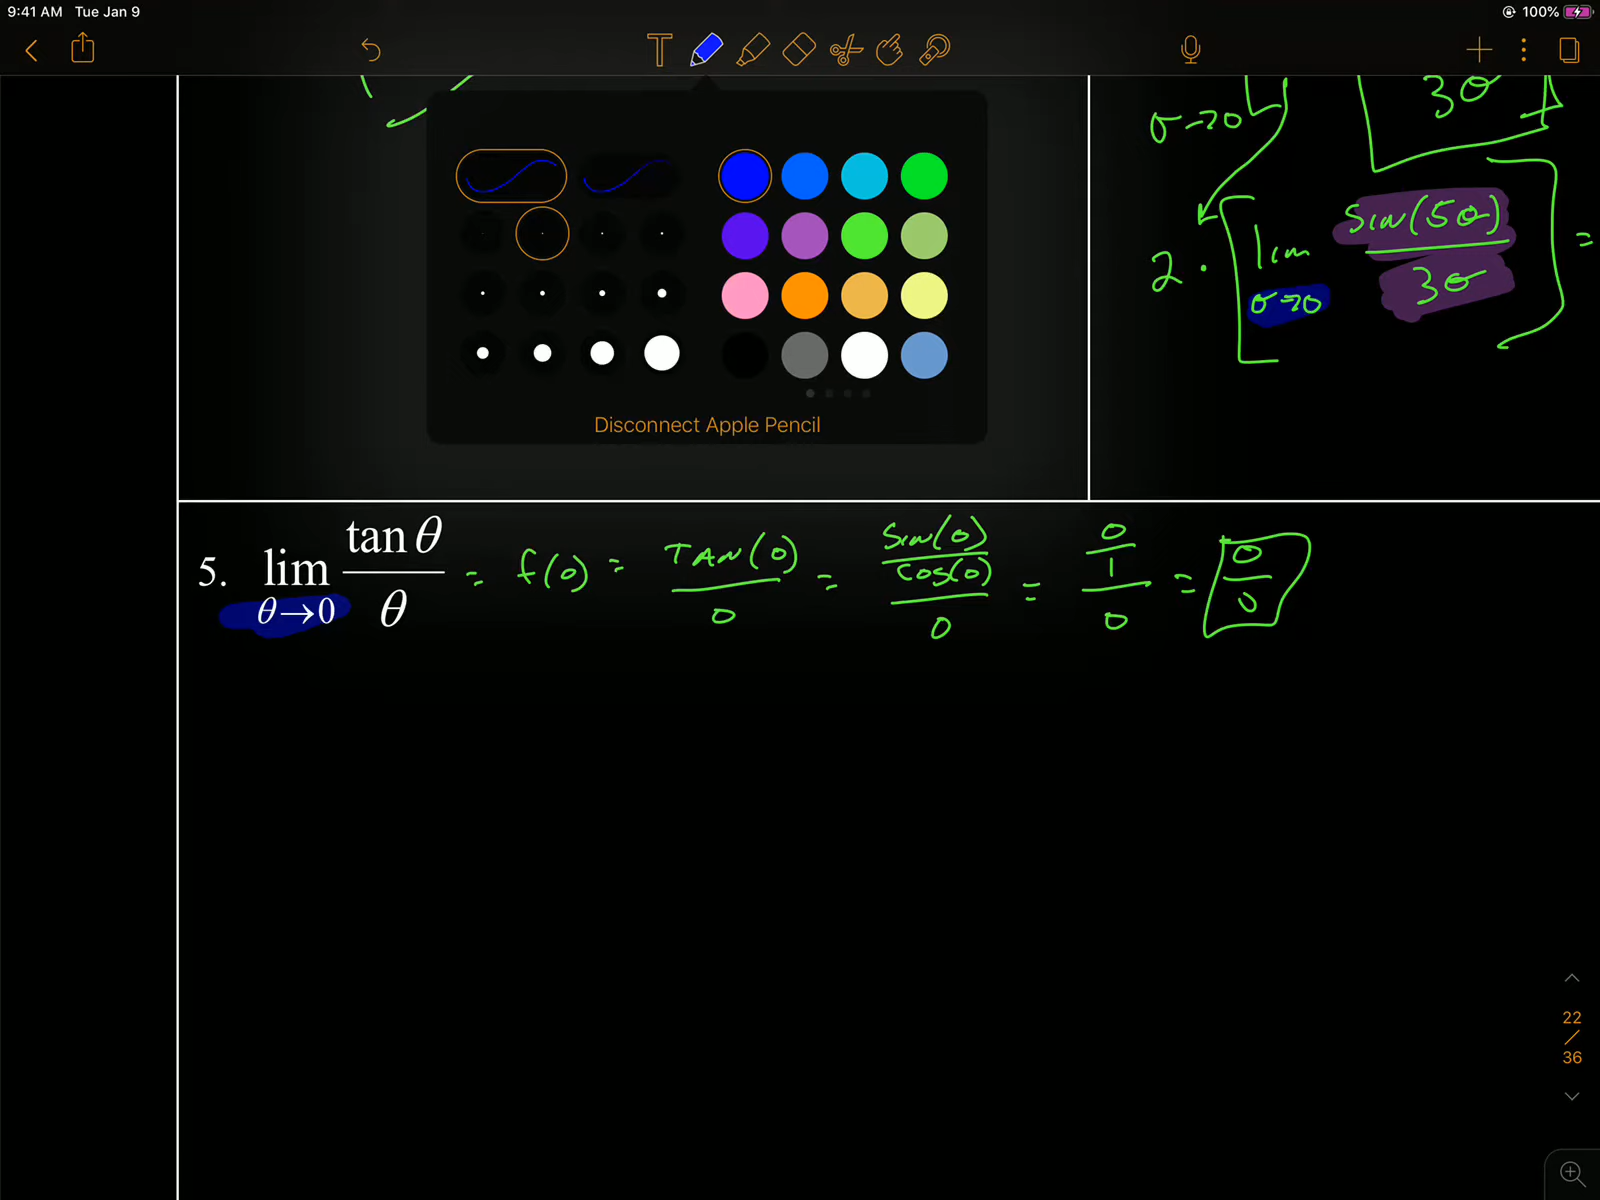 9:41 AM Tue Jan 9
100%
T
3θ
θ→0
2 · lim θ→0 sin(5θ) / 3θ =
Disconnect Apple Pencil
5. lim θ→0 tan θ / θ = f(0) = TAN(0) / 0 = sin(0)/cos(0) / 0 = 0/1 / 0 = 0/0
22
/
36